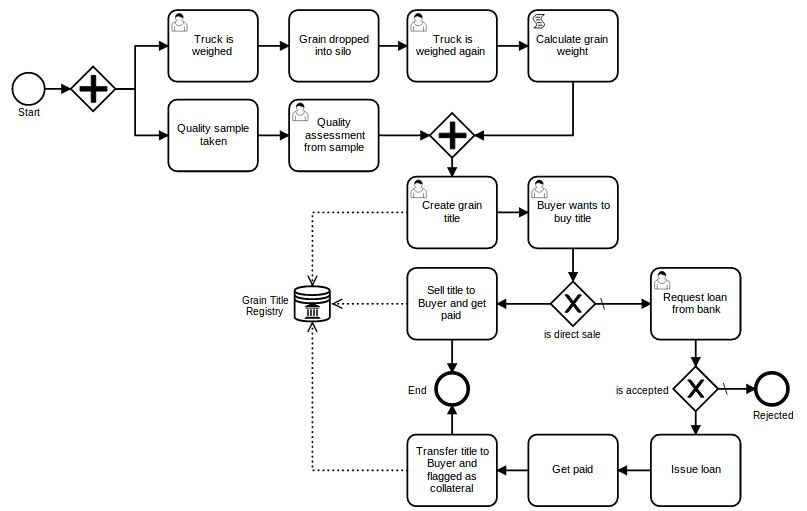 Truck is
weighed
Grain dropped
into silo
Truck is
weighed again
Calculate grain
weight
Start
Quality sample
taken
Quality
assessment
from sample
Create grain
title
Buyer wants to
buy title
Grain Title
Registry
Sell title to
Buyer and get
paid
is direct sale
Request loan
from bank
End
is accepted
Rejected
Transfer title to
Buyer and
flagged as
collateral
Get paid
Issue loan